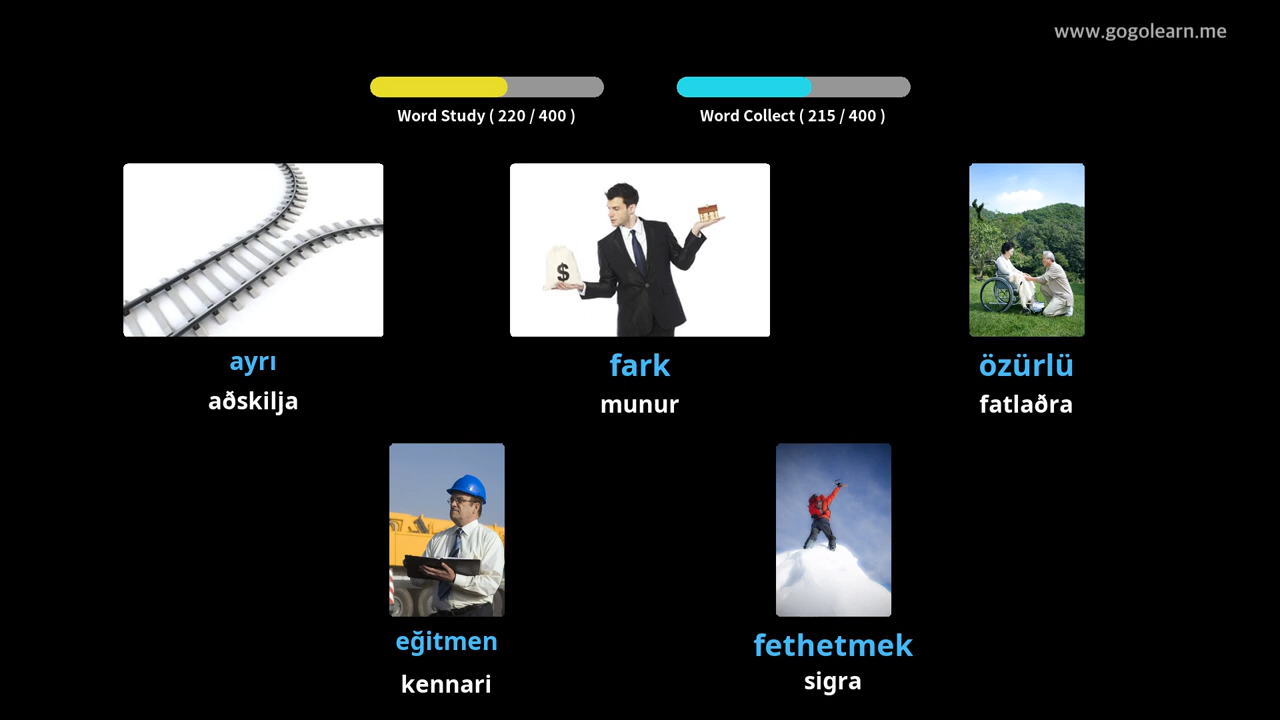 www.gogolearn.me
Word Study ( 220 / 400 )
Word Collect ( 215 / 400 )
ayrı
aðskilja
fark
munur
özürlü
fatlaðra
$
eğitmen
kennari
fethetmek
sigra